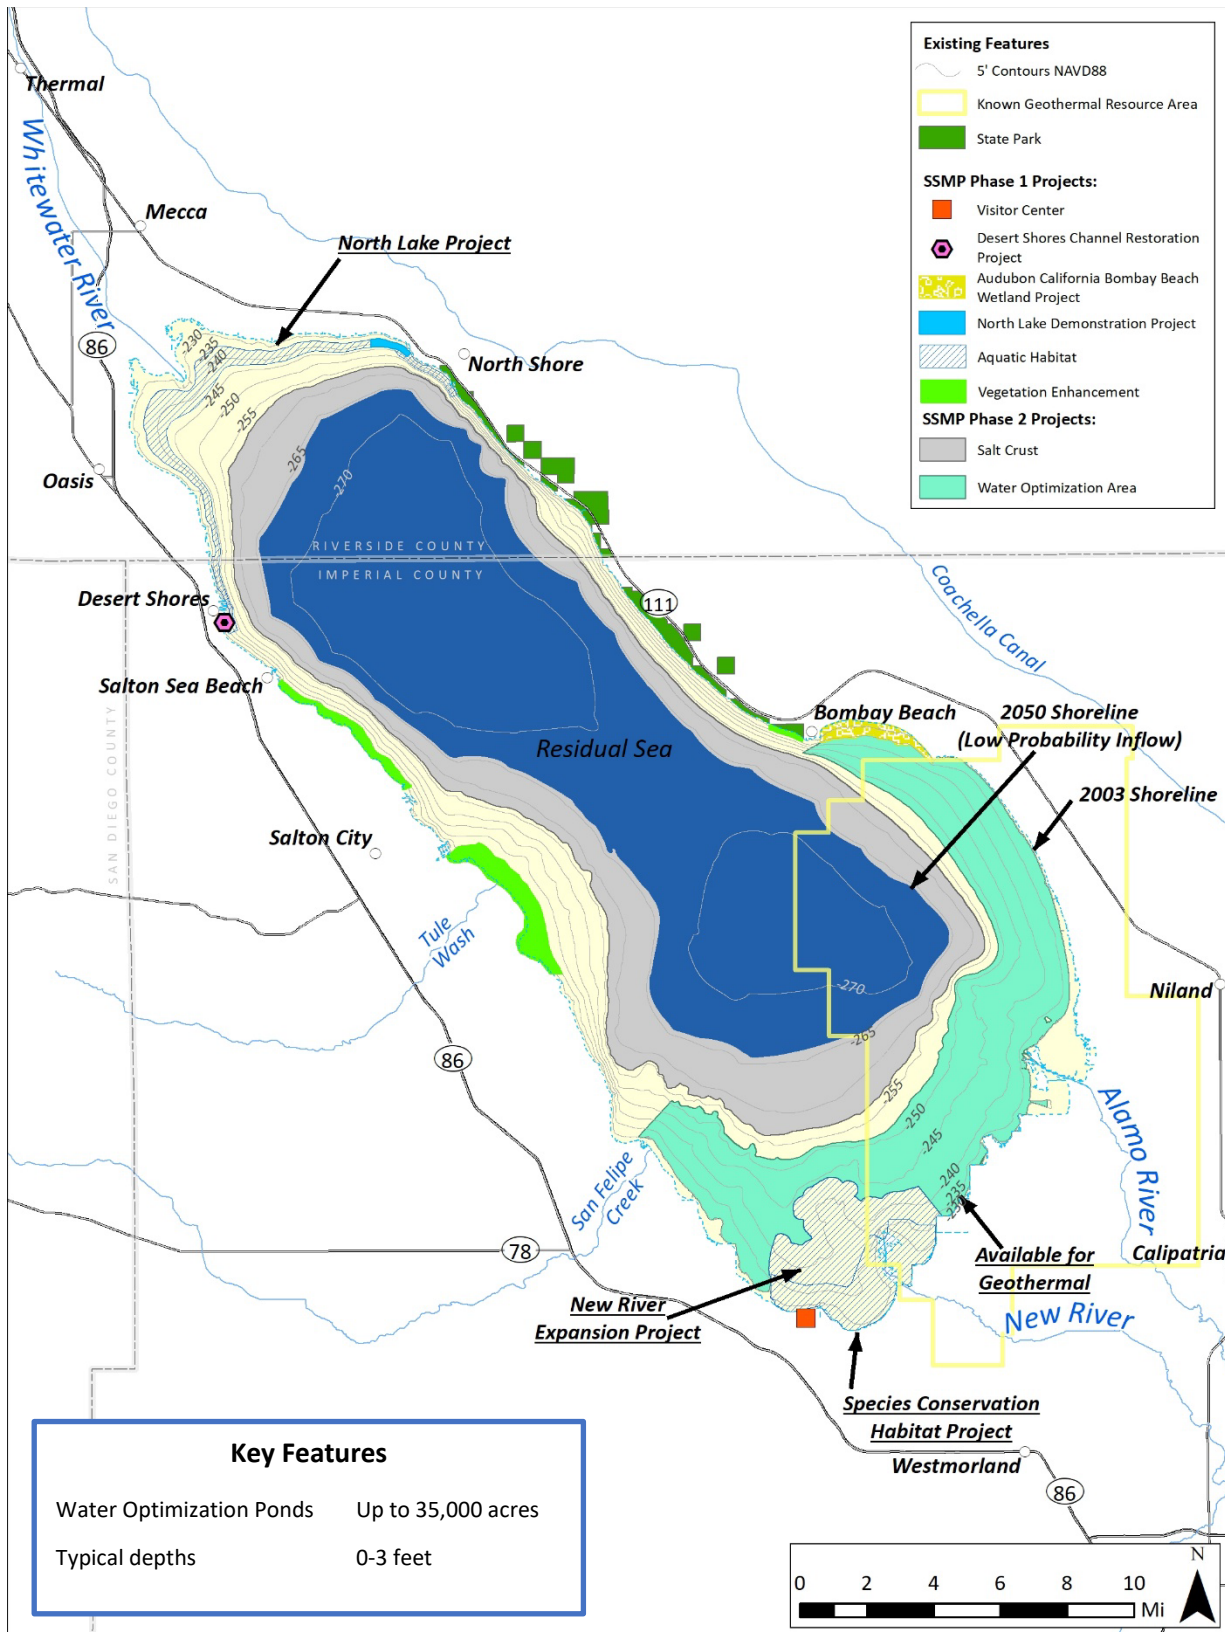 Existing Features
5' Contours NAVD88
Known Geothermal Resource Area
State Park
SSMP Phase 1 Projects:
Visitor Center
Desert Shores Channel Restoration
Project
Audubon California Bombay Beach
Wetland Project
North Lake Demonstration Project
Aquatic Habitat
Vegetation Enhancement
SSMP Phase 2 Projects:
Salt Crust
Water Optimization Area
Thermal
Whitewater River
Mecca
North Lake Project
86
-230
-235
-240
-245
-250
-255
North Shore
-265
-270
Oasis
RIVERSIDE COUNTY
IMPERIAL COUNTY
Desert Shores
111
Coachella Canal
Salton Sea Beach
SAN DIEGO COUNTY
Bombay Beach
2050 Shoreline
(Low Probability Inflow)
Residual Sea
2003 Shoreline
Salton City
Tule
Wash
-270
Niland
-265
86
-255
-250
-245
-240
-235
-230
Alamo River
San Felipe
Creek
78
Available for
Geothermal
Calipatria
New River
Expansion Project
New River
Species Conservation
Habitat Project
Westmorland
86
Key Features
Water Optimization Ponds Up to 35,000 acres
Typical depths 0-3 feet
N
0 2 4 6 8 10
Mi